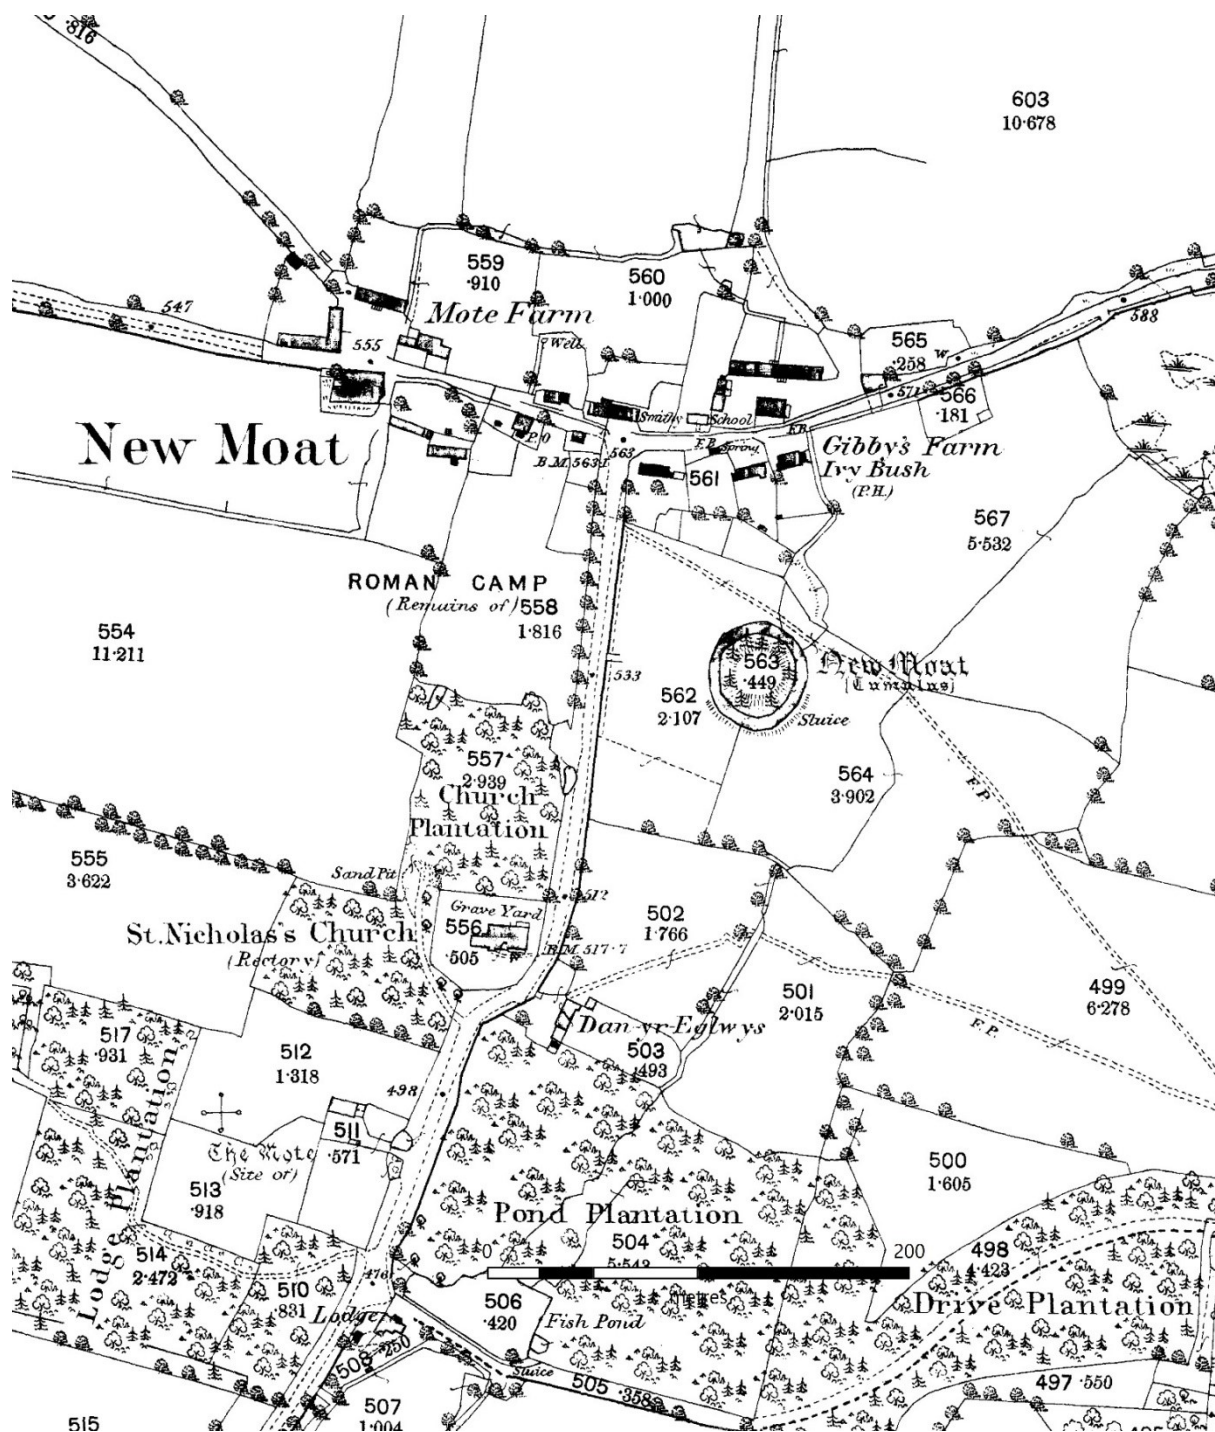 .816
603
10.678
559
.910
560
1.000
547
Mote Farm
588
Well
565
.258
W
555
571
566
.181
Smithy
School
New Moat
P.O
F.B.
Spring
F.B.
563
B.M. 563.1
Gibby's Farm
Ivy Bush
(P.H.)
561
567
5.532
ROMAN CAMP
(Remains of)
558
1.816
554
11.211
563
.449
New Moat
(Tumulus)
533
562
2.107
Sluice
557
2.939
Church
Plantation
564
3.902
F.P.
555
3.622
Sand Pit
512
Grave Yard
502
1.766
St. Nicholas's Church
(Rectory)
556
.505
B.M. 517.7
501
2.015
499
6.278
F.P.
517
.931
Dan-yr-Eglwys
503
.493
512
1.318
498
511
.571
The Mote
(Site of)
500
1.605
513
.918
Lodge Plantation
Pond Plantation
504
5.542
0
200
Metres
498
4.423
514
2.472
476
510
.831
Lodge
506
.420
Fish Pond
Drive Plantation
508
.250
Sluice
505 .358
497 .550
507
1.004
515